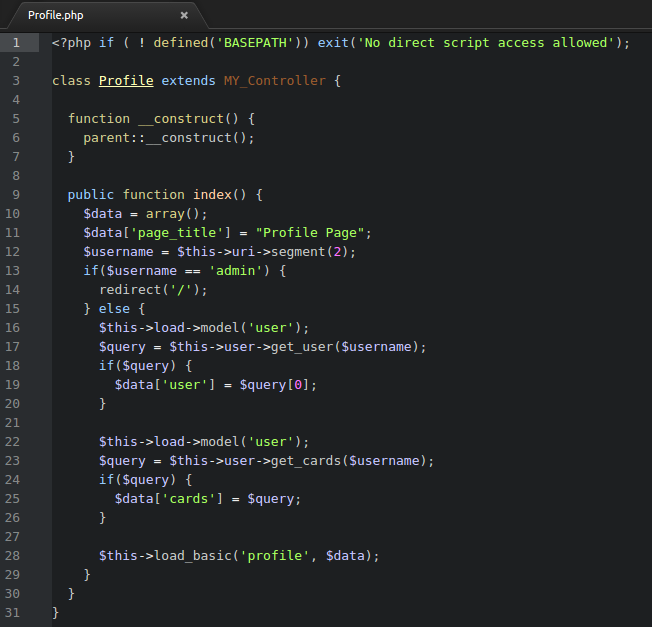 Profile.php ×
1 <?php if ( ! defined('BASEPATH')) exit('No direct script access allowed');
2
3 class Profile extends MY_Controller {
4
5   function __construct() {
6     parent::__construct();
7   }
8
9   public function index() {
10     $data = array();
11     $data['page_title'] = "Profile Page";
12     $username = $this->uri->segment(2);
13     if($username == 'admin') {
14       redirect('/');
15     } else {
16       $this->load->model('user');
17       $query = $this->user->get_user($username);
18       if($query) {
19         $data['user'] = $query[0];
20       }
21
22       $this->load->model('user');
23       $query = $this->user->get_cards($username);
24       if($query) {
25         $data['cards'] = $query;
26       }
27
28       $this->load_basic('profile', $data);
29     }
30   }
31 }